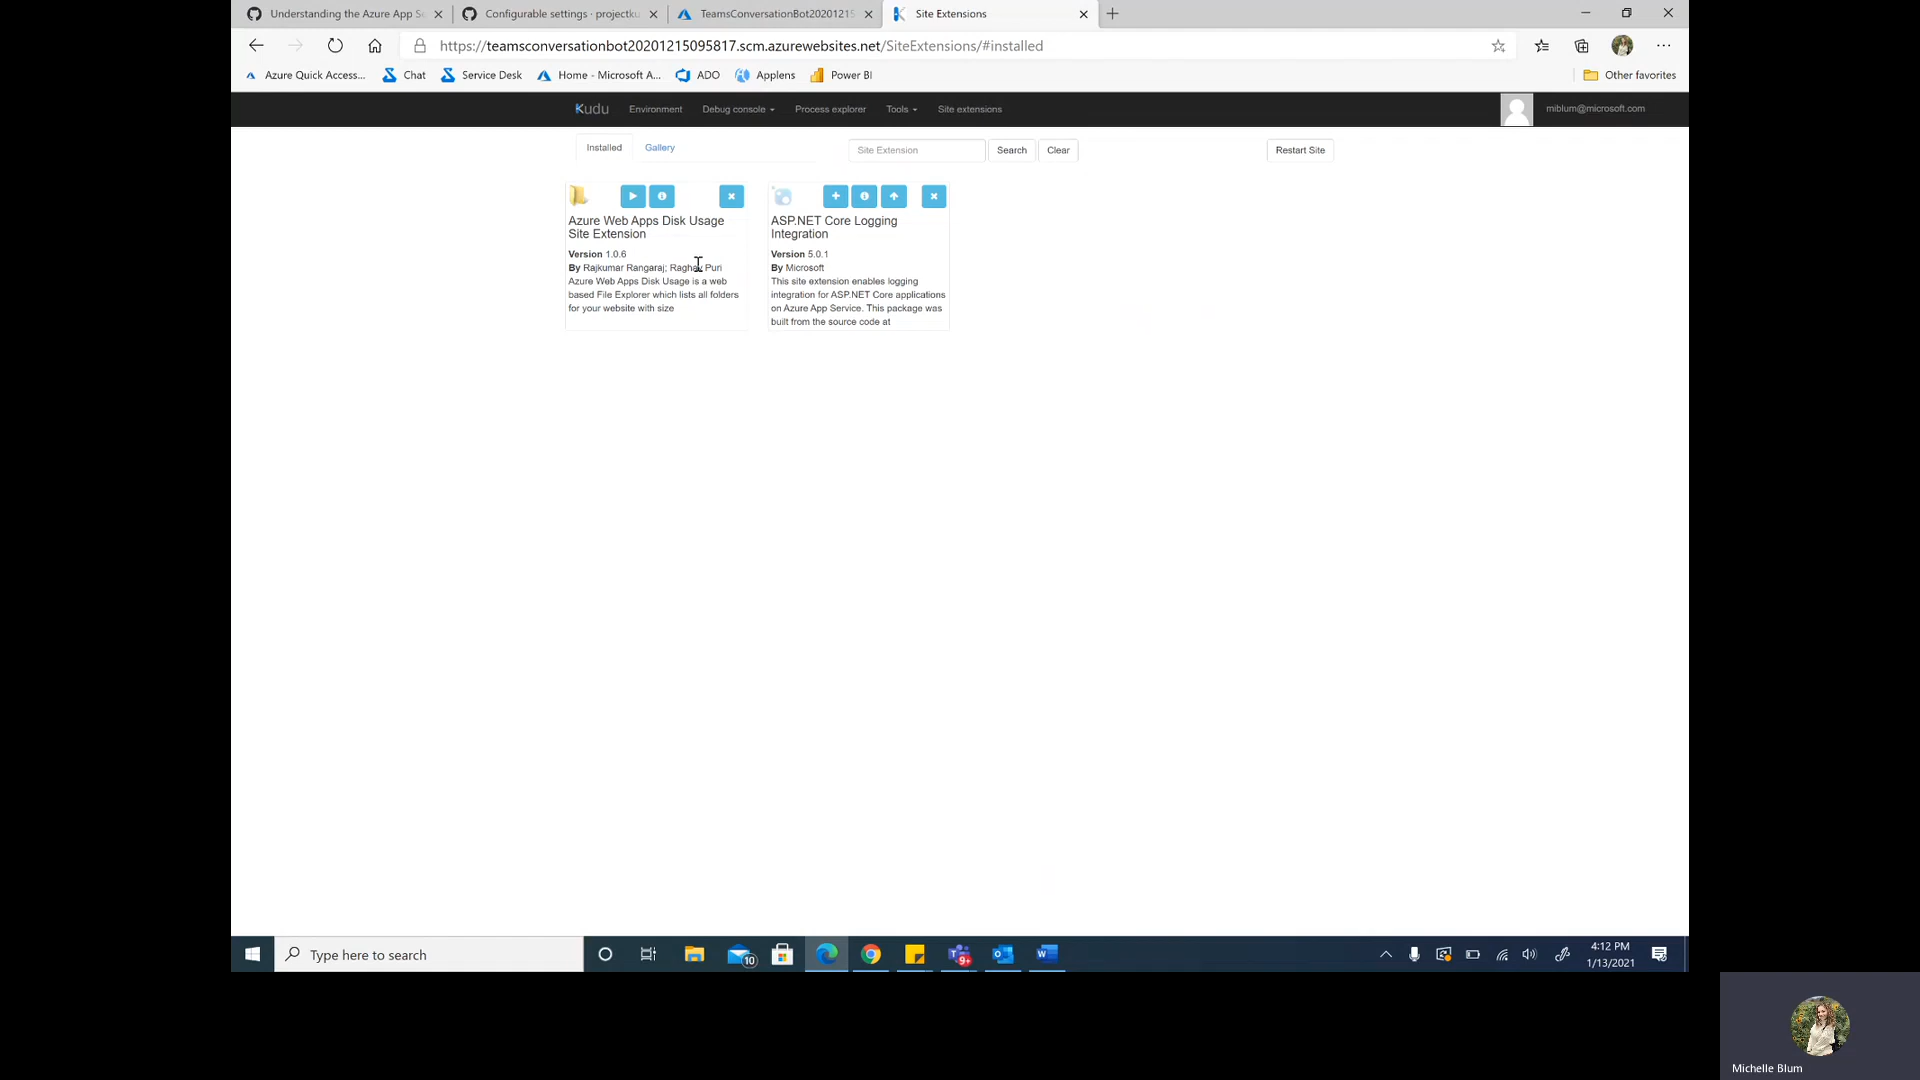 Understanding the Azure App Se
Configurable settings · projectku
TeamsConversationBot20201215
Site Extensions
https://teamsconversationbot20201215095817.scm.azurewebsites.net/SiteExtensions/#installed
Azure Quick Access...
Chat
Service Desk
Home - Microsoft A...
ADO
Applens
Power BI
Other favorites
Kudu
Environment
Debug console
Process explorer
Tools
Site extensions
miblum@microsoft.com
Installed
Gallery
Site Extension
Search
Clear
Restart Site
Azure Web Apps Disk Usage
Site Extension
Version 1.0.6
By Rajkumar Rangaraj; Raghav Puri
Azure Web Apps Disk Usage is a web
based File Explorer which lists all folders
for your website with size
ASP.NET Core Logging
Integration
Version 5.0.1
By Microsoft
This site extension enables logging
integration for ASP.NET Core applications
on Azure App Service. This package was
built from the source code at
Type here to search
10
9+
4:12 PM
1/13/2021
Michelle Blum